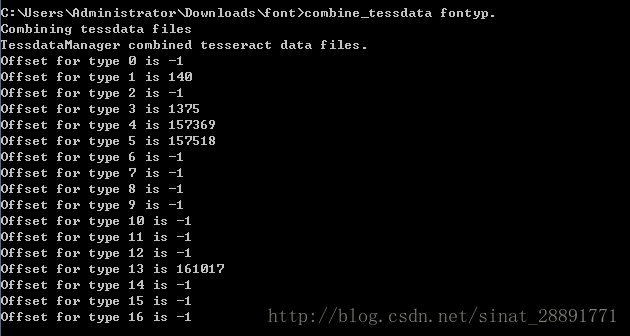 C:\Users\Administrator\Downloads\font>combine_tessdata fontyp.
Combining tessdata files
TessdataManager combined tesseract data files.
Offset for type 0 is -1
Offset for type 1 is 140
Offset for type 2 is -1
Offset for type 3 is 1375
Offset for type 4 is 157369
Offset for type 5 is 157518
Offset for type 6 is -1
Offset for type 7 is -1
Offset for type 8 is -1
Offset for type 9 is -1
Offset for type 10 is -1
Offset for type 11 is -1
Offset for type 12 is -1
Offset for type 13 is 161017
Offset for type 14 is -1
Offset for type 15 is -1
Offset for type 16 is -1
http://blog.csdn.net/sinat_28891771